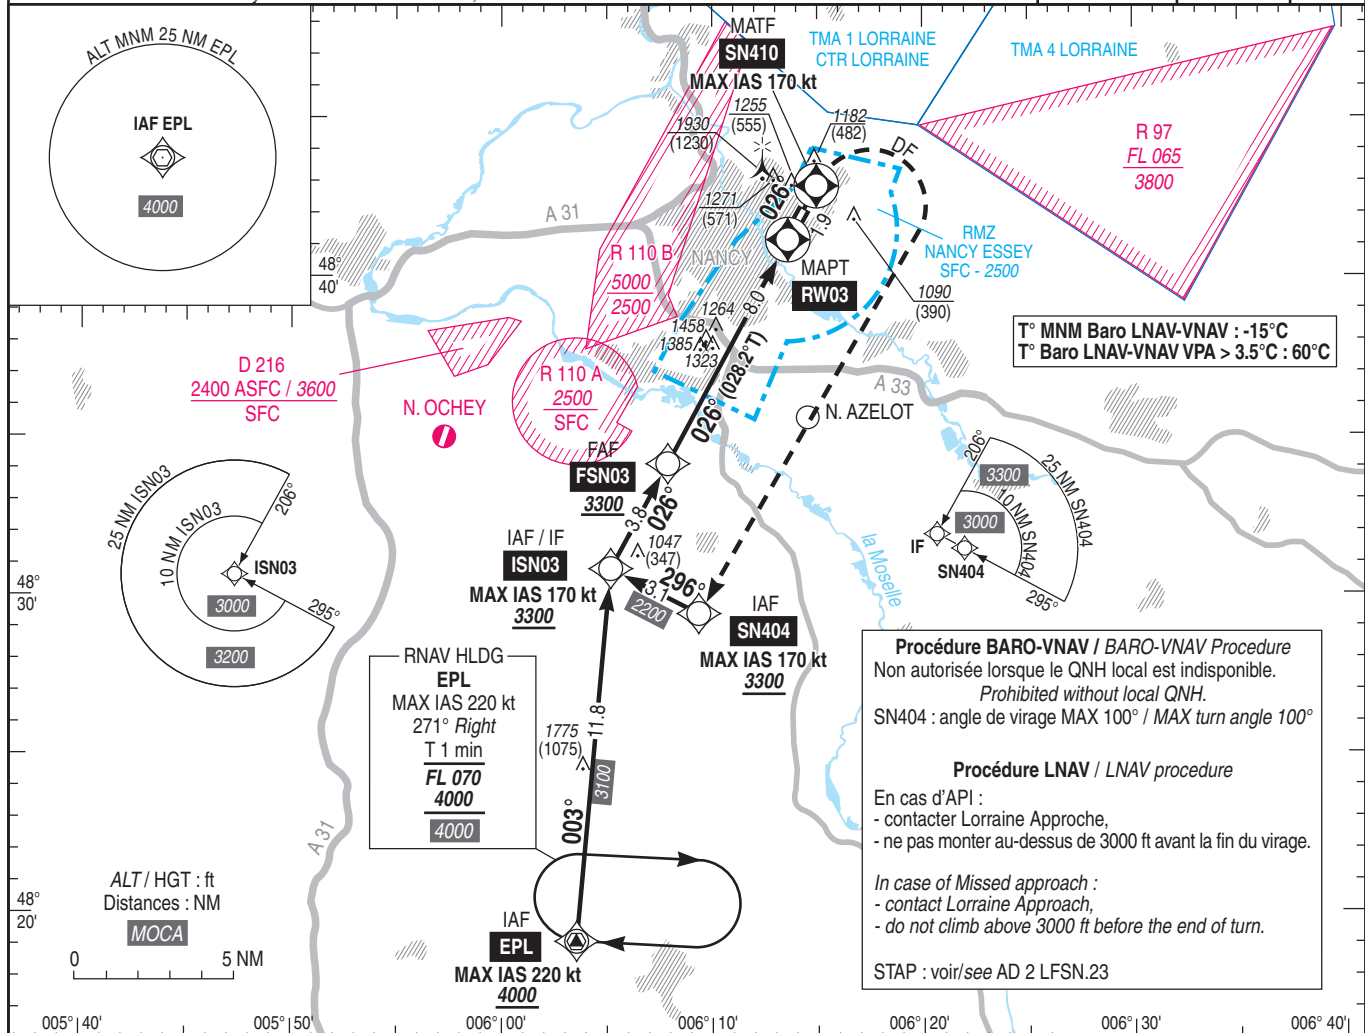 ALT MNM 25 NM EPL
IAF EPL
4000
MATF
SN410
MAX IAS 170 kt
TMA 1 LORRAINE
CTR LORRAINE
TMA 4 LORRAINE
1930
(1230)
1255
(555)
1182
(482)
1271
(571)
DF
R 97
FL 065
3800
026°
1.9
A 31
R 110 B
5000
2500
NANCY
MAPT
RW03
RMZ
NANCY ESSEY
SFC - 2500
1090
(390)
48°
40'
T° MNM Baro LNAV-VNAV : -15°C
T° Baro LNAV-VNAV VPA > 3.5°C : 60°C
1264
1458
1385
1323
8.0
026° (028.2°T)
D 216
2400 ASFC / 3600
SFC
R 110 A
2500
SFC
N. OCHEY
A 33
N. AZELOT
FAF
FSN03
3300
3.8
026°
25 NM ISN03
10 NM ISN03
206°
ISN03
3000
295°
3200
IAF / IF
ISN03
MAX IAS 170 kt
3300
1047
(347)
296°
3.1
2200
IAF
SN404
MAX IAS 170 kt
3300
la Moselle
206°
3300
25 NM SN404
10 NM SN404
3000
IF
SN404
295°
48°
30'
RNAV HLDG
EPL
MAX IAS 220 kt
271° Right
T 1 min
FL 070
4000
4000
1775
(1075)
11.8
3100
003°
A 31
IAF
EPL
MAX IAS 220 kt
4000
Procédure BARO-VNAV / BARO-VNAV Procedure
Non autorisée lorsque le QNH local est indisponible.
Prohibited without local QNH.
SN404 : angle de virage MAX 100° / MAX turn angle 100°
Procédure LNAV / LNAV procedure
En cas d'API :
- contacter Lorraine Approche,
- ne pas monter au-dessus de 3000 ft avant la fin du virage.
In case of Missed approach :
- contact Lorraine Approach,
- do not climb above 3000 ft before the end of turn.
STAP : voir/see AD 2 LFSN.23
ALT / HGT : ft
Distances : NM
MOCA
0 5 NM
48°
20'
005° 40' 005° 50' 006° 00' 006° 10' 006° 20' 006° 30' 006° 40'